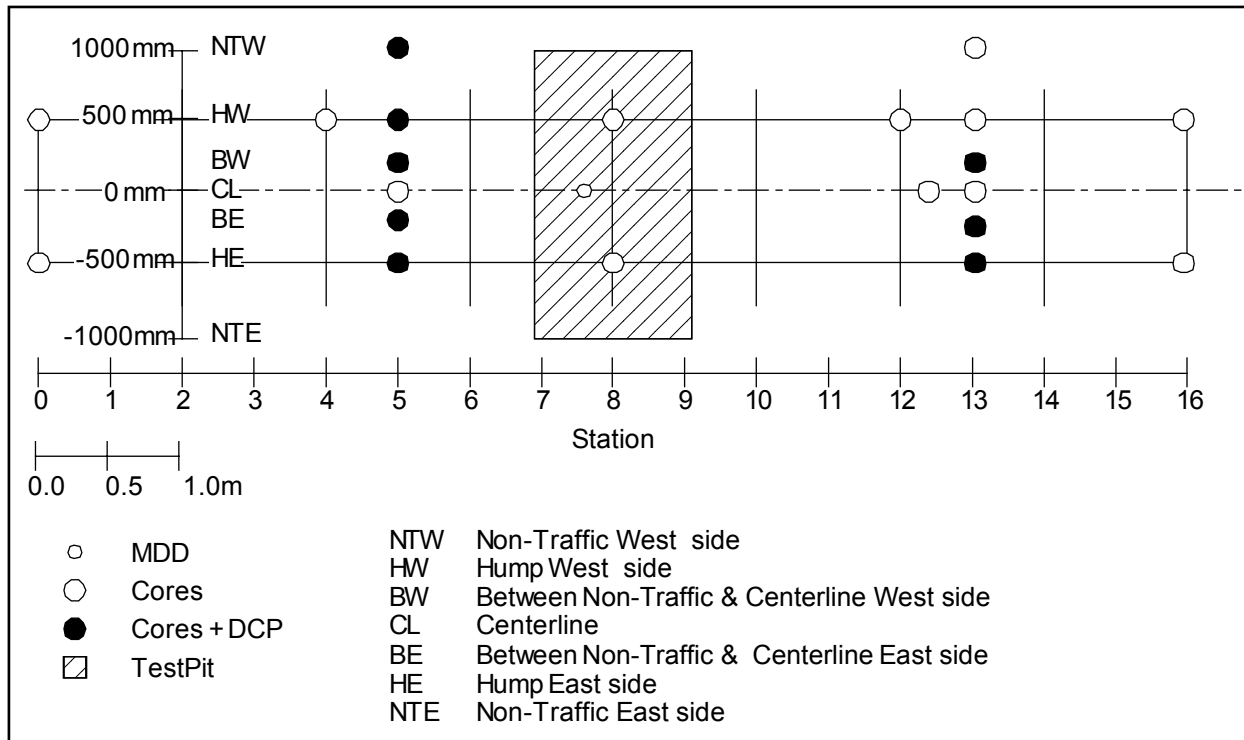 1000mm NTW
500 mm HW
BW
0 mm CL
BE
-500mm HE
-1000mm NTE
0 1 2 3 4 5 6 7 8 9 10 11 12 13 14 15 16
Station
0.0 0.5 1.0m
MDD
Cores
Cores + DCP
TestPit
NTW Non-Traffic West side
HW Hump West side
BW Between Non-Traffic & Centerline West side
CL Centerline
BE Between Non-Traffic & Centerline East side
HE Hump East side
NTE Non-Traffic East side